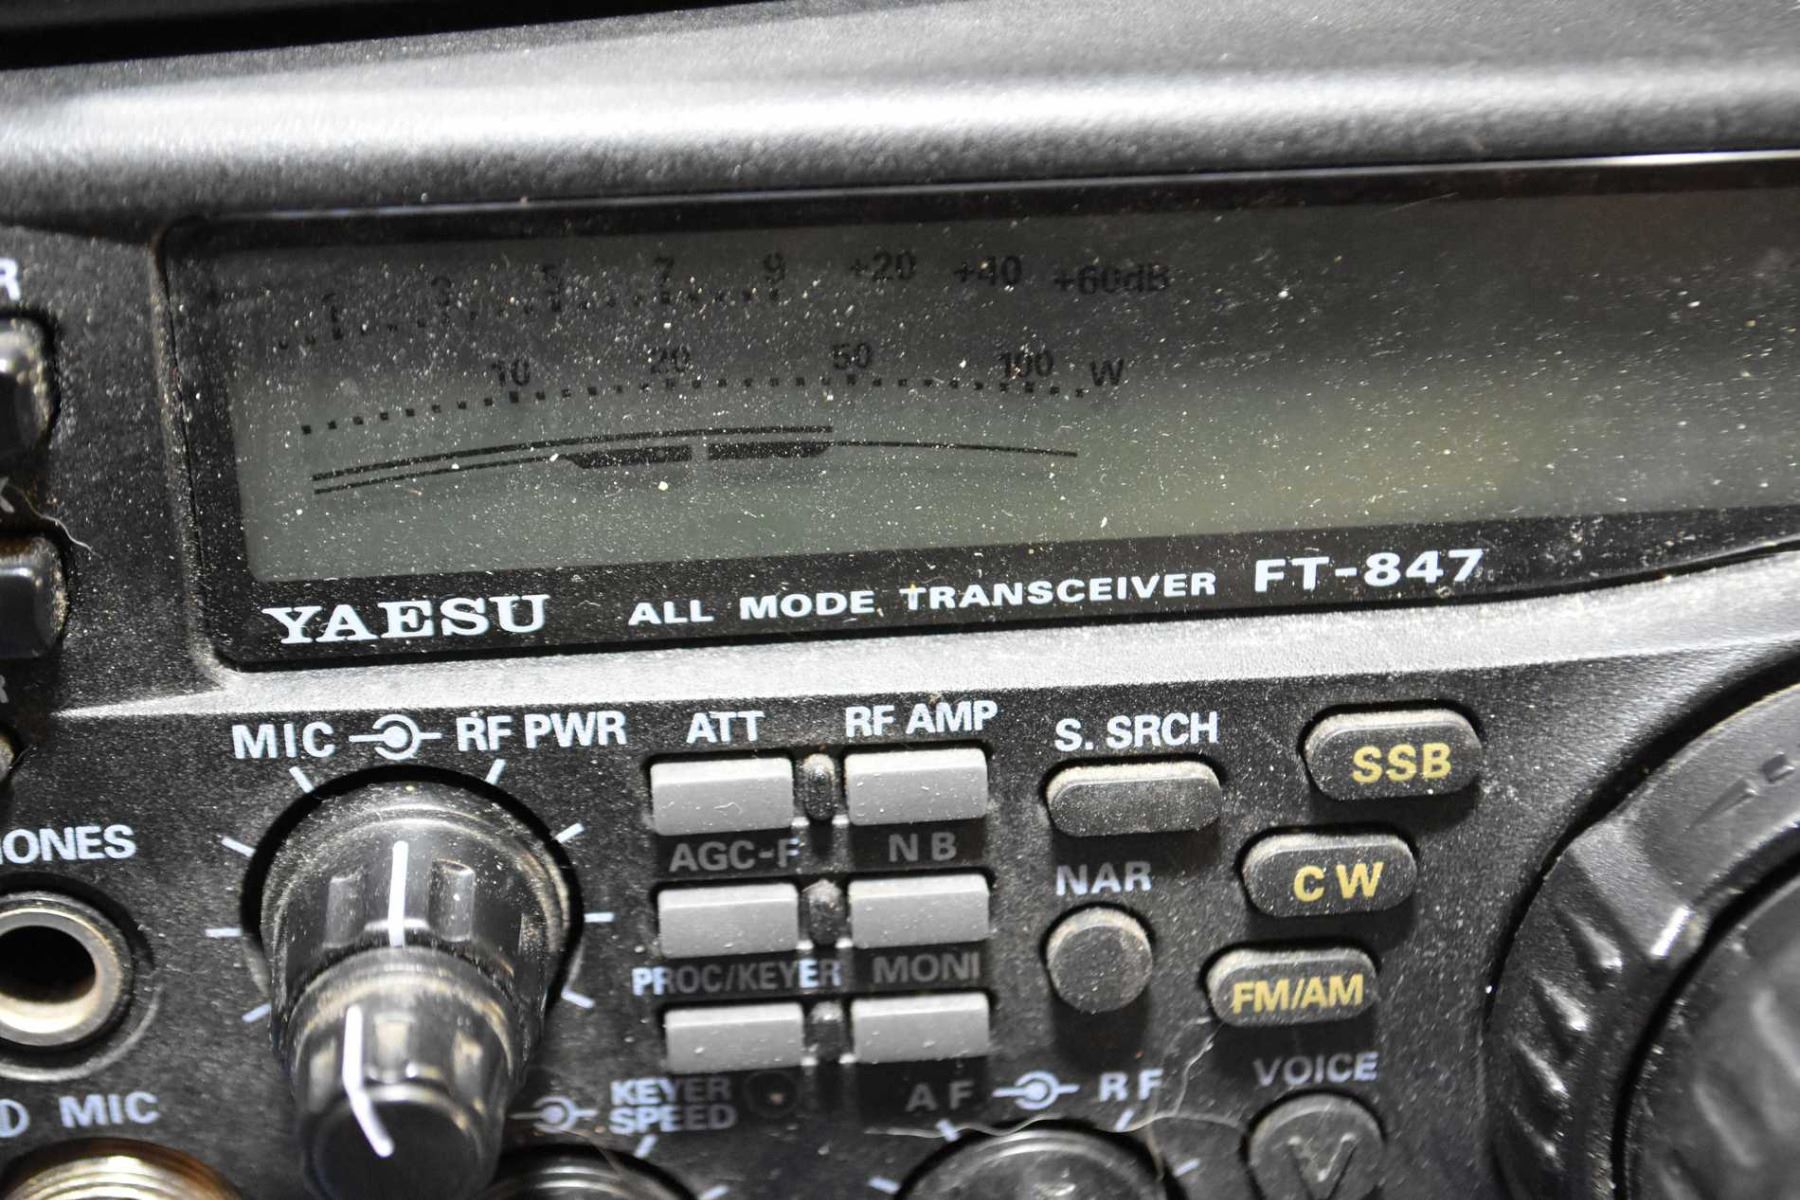 1 3 5 7 9 +20 +40 +60dB
10 20 50 100 W
YAESU ALL MODE TRANSCEIVER FT-847
MIC RF PWR ATT RF AMP S. SRCH SSB
AGC-F NB NAR CW
PROC/KEYER MONI FM/AM
KEYER SPEED AF RF VOICE
MIC
V